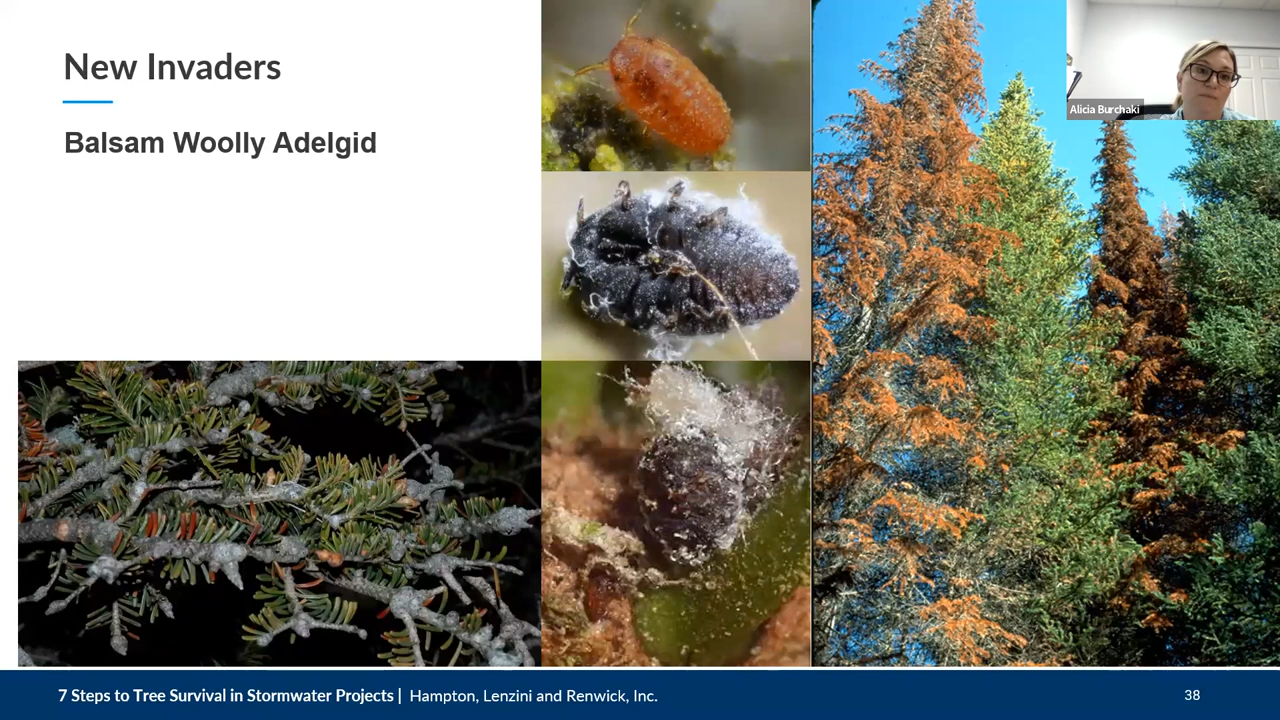 New Invaders
Balsam Woolly Adelgid
Alicia Burchaki
7 Steps to Tree Survival in Stormwater Projects | Hampton, Lenzini and Renwick, Inc.
38